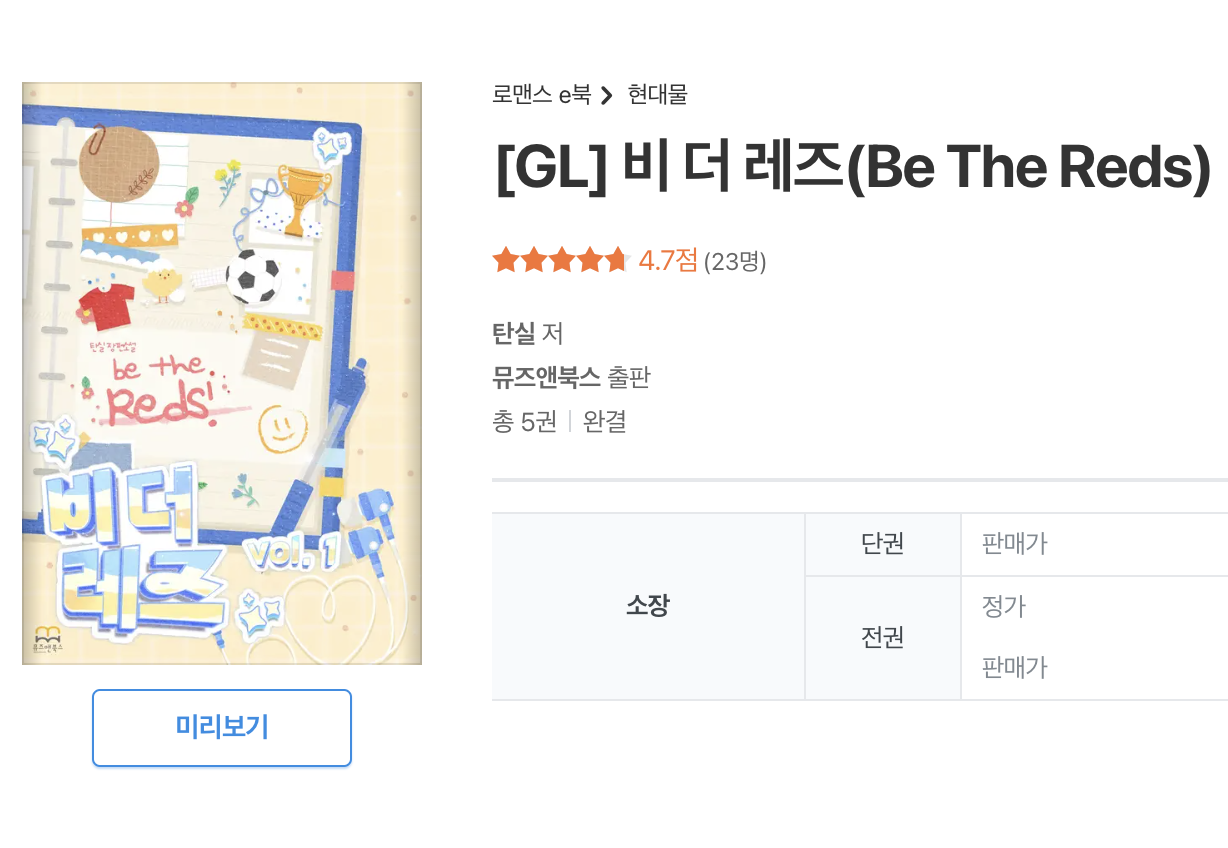 로맨스 e북 > 현대물
[GL] 비 더 레즈(Be The Reds)
4.7점 (23명)
탄실 저
뮤즈앤북스 출판
총 5권 | 완결
소장
단권
판매가
전권
정가
판매가
탄실 장편소설
be the
Reds!
비 더
레즈
vol. 1
뮤즈앤북스
미리보기